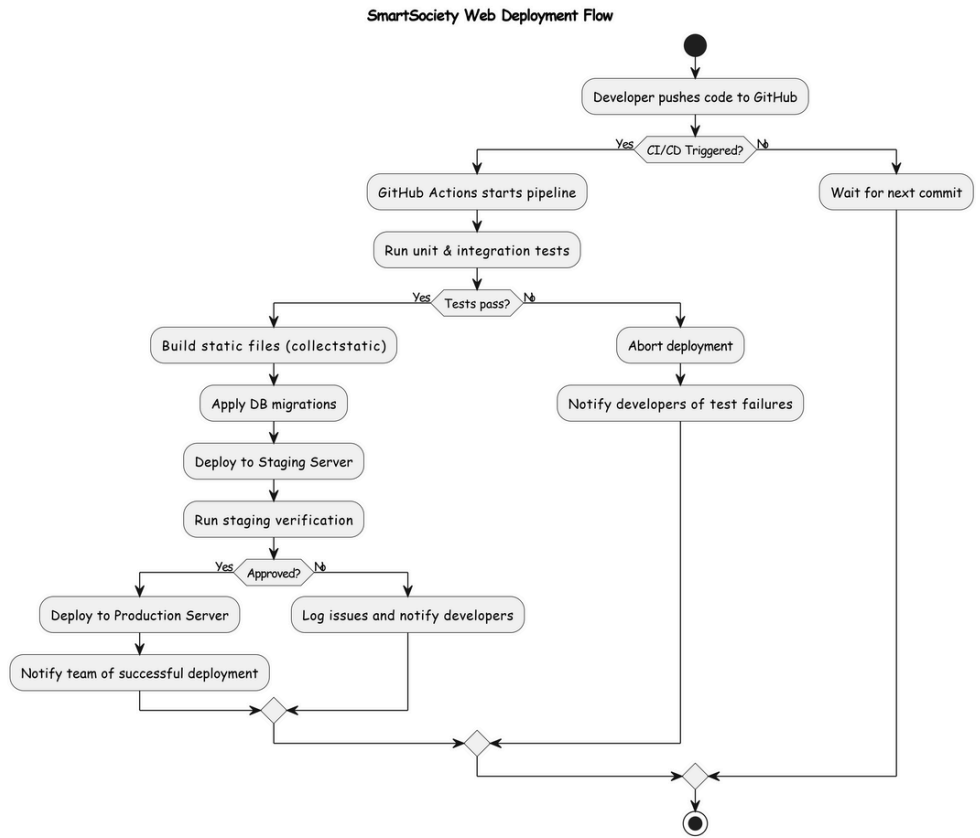 SmartSociety Web Deployment Flow
Developer pushes code to GitHub
Yes
CI/CD Triggered?
No
GitHub Actions starts pipeline
Wait for next commit
Run unit & integration tests
Yes
Tests pass?
No
Build static files (collectstatic)
Abort deployment
Apply DB migrations
Notify developers of test failures
Deploy to Staging Server
Run staging verification
Yes
Approved?
No
Deploy to Production Server
Log issues and notify developers
Notify team of successful deployment